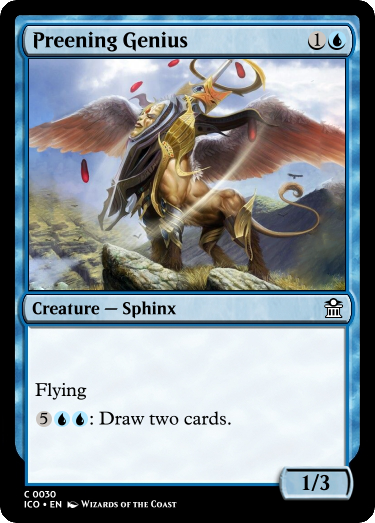 Preening Genius 1
Creature — Sphinx
Flying
5: Draw two cards.
1/3
C 0030
ICO • EN Wizards of the Coast